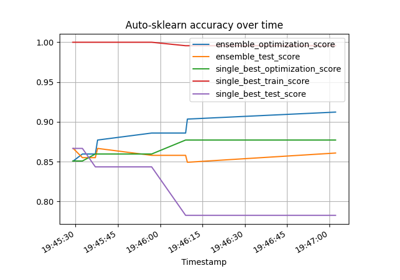 Auto-sklearn accuracy over time
1.00
0.95
0.90
0.85
0.80
ensemble_optimization_score
ensemble_test_score
single_best_optimization_score
single_best_train_score
single_best_test_score
19:45:30
19:45:45
19:46:00
19:46:15
19:46:30
19:46:45
19:47:00
Timestamp